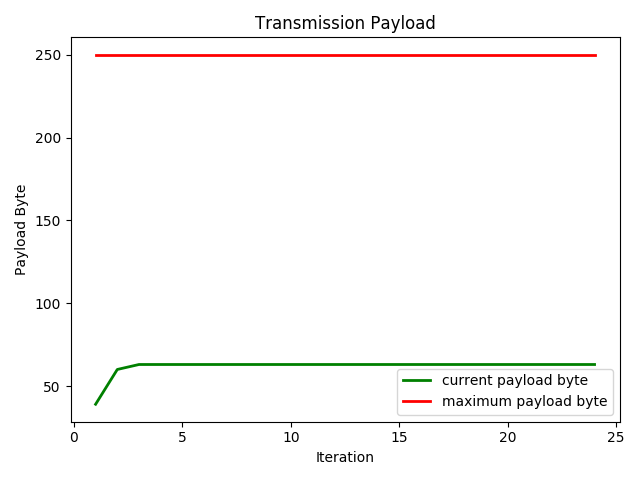 Transmission Payload
250
200
150
100
50
Payload Byte
0
5
10
15
20
25
Iteration
current payload byte
maximum payload byte